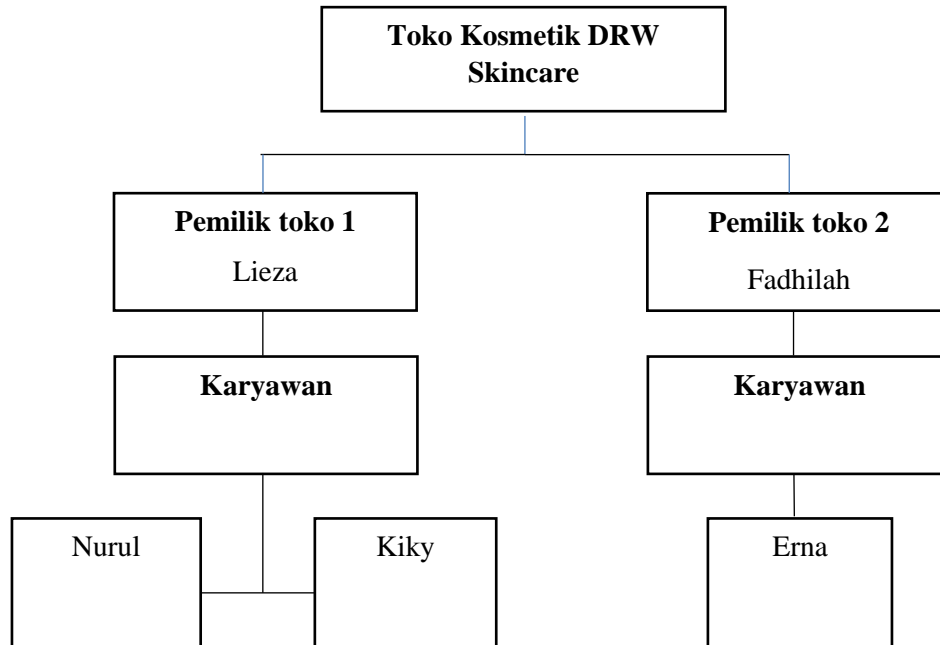 Toko Kosmetik DRW
Skincare
Pemilik toko 1
Lieza
Pemilik toko 2
Fadhilah
Karyawan
Karyawan
Nurul
Kiky
Erna